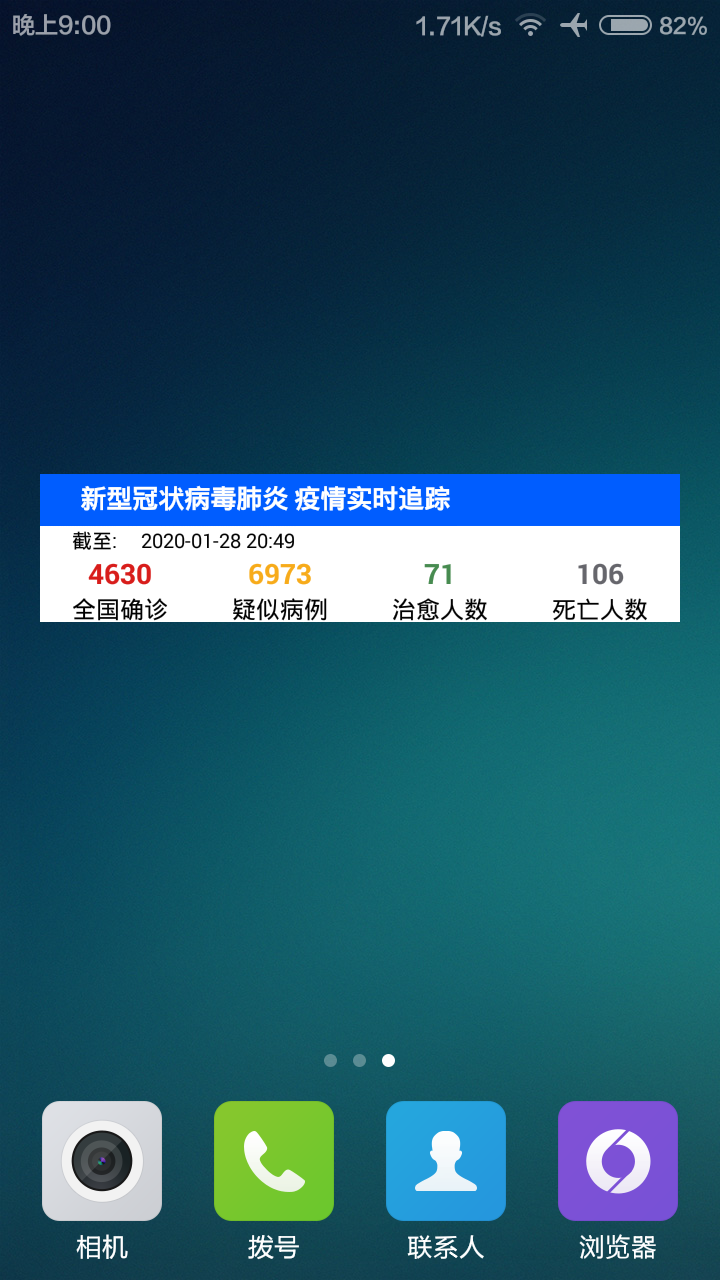 晚上9:00 1.71K/s 82%
新型冠状病毒肺炎 疫情实时追踪
截至: 2020-01-28 20:49
4630 6973 71 106
全国确诊 疑似病例 治愈人数 死亡人数
相机 拨号 联系人 浏览器